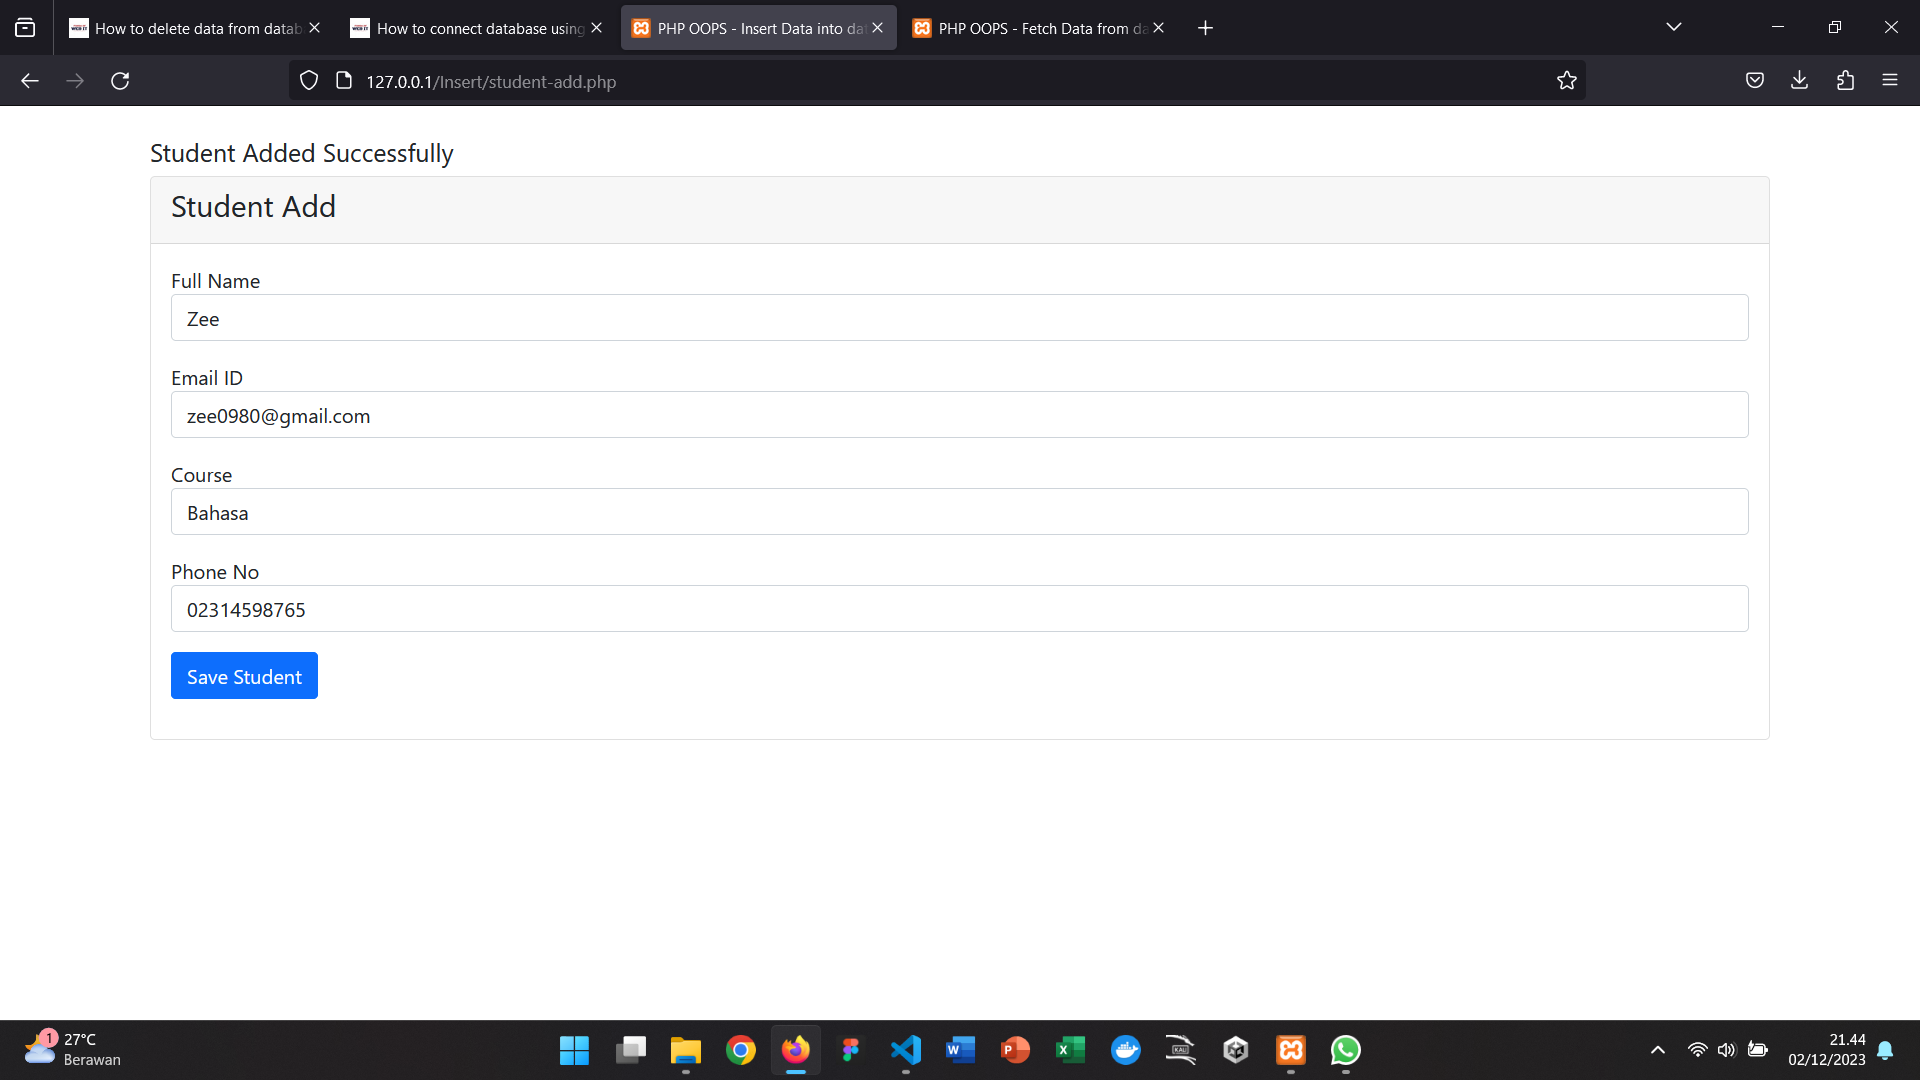 How to delete data from datab
How to connect database using
PHP OOPS - Insert Data into dat
PHP OOPS - Fetch Data from da
127.0.0.1/Insert/student-add.php
Student Added Successfully
Student Add
Full Name
Zee
Email ID
zee0980@gmail.com
Course
Bahasa
Phone No
02314598765
Save Student
1
27°C
Berawan
21.44
02/12/2023